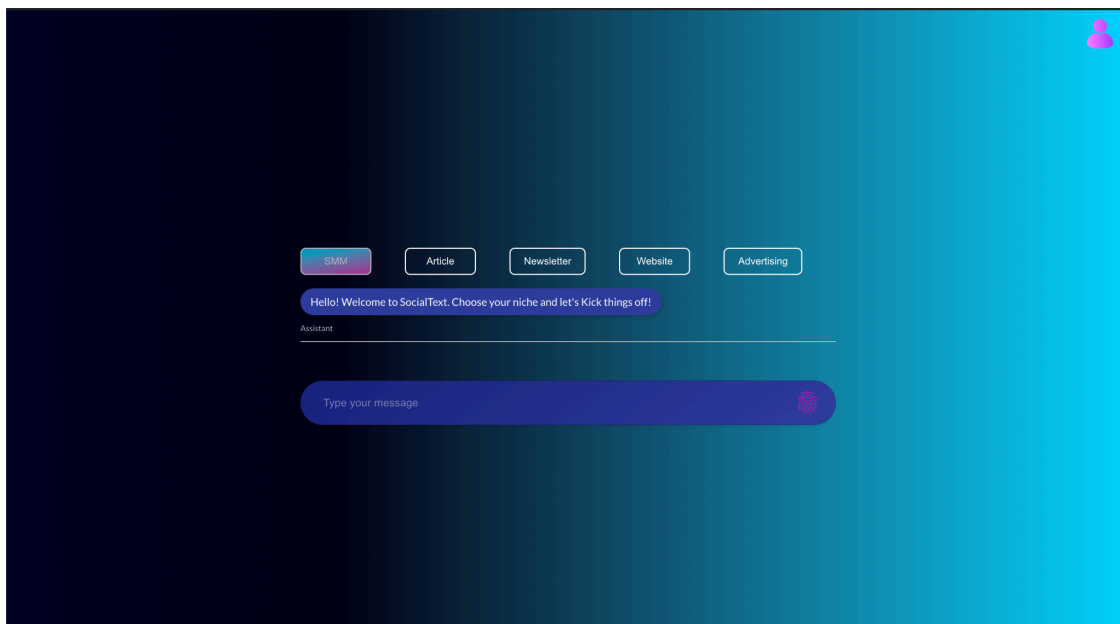 SMM
Article
Newsletter
Website
Advertising
Hello! Welcome to SocialText. Choose your niche and let's Kick things off!
Assistant
Type your message